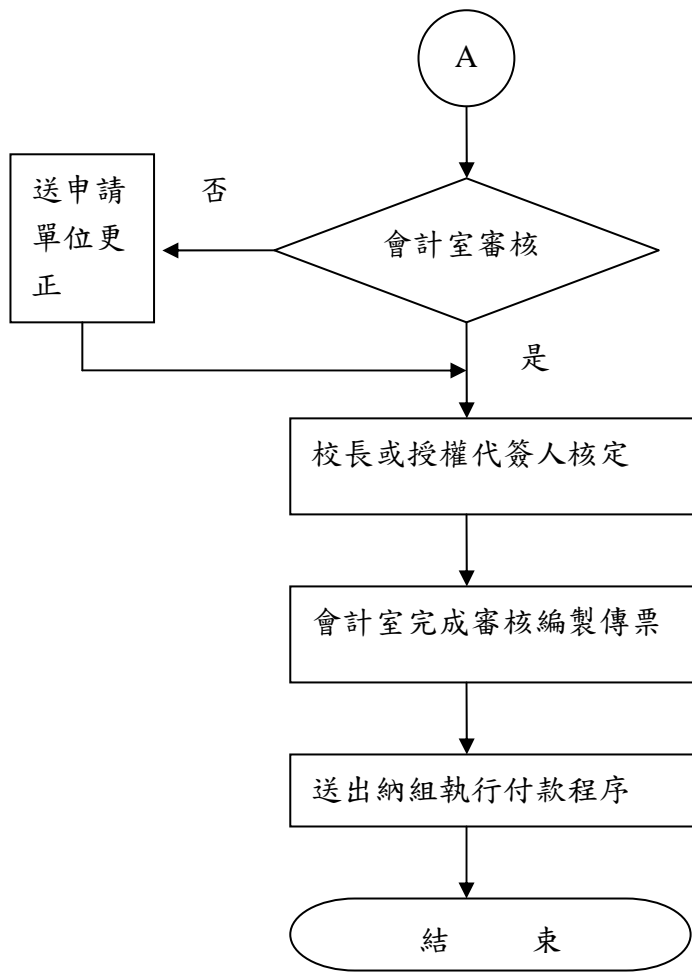 A
會計室審核
否
送申請
單位更
正
是
校長或授權代簽人核定
會計室完成審核編製傳票
送出納組執行付款程序
結 束